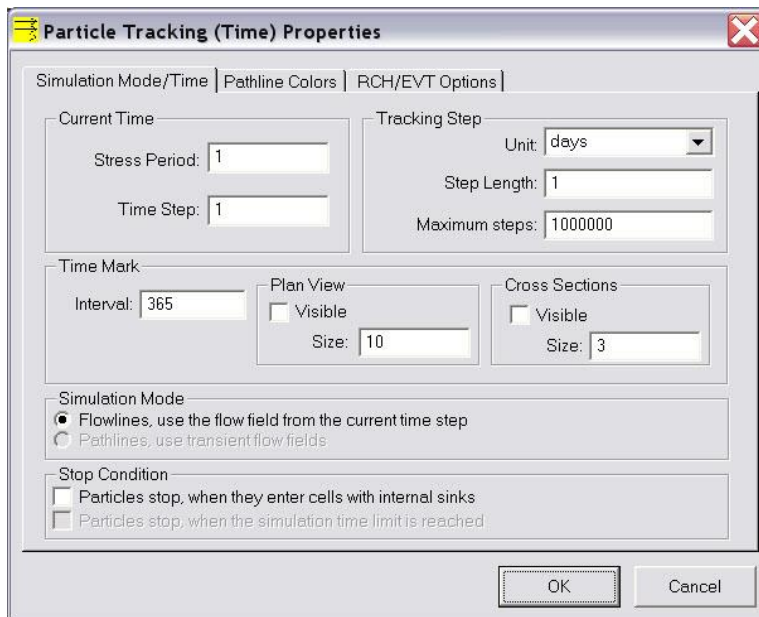 Particle Tracking (Time) Properties
Simulation Mode/Time Pathline Colors RCH/EVT Options
Current Time
Stress Period: 1
Time Step: 1
Tracking Step
Unit: days
Step Length: 1
Maximum steps: 1000000
Time Mark
Interval: 365
Plan View
Visible
Size: 10
Cross Sections
Visible
Size: 3
Simulation Mode
Flowlines, use the flow field from the current time step
Pathlines, use transient flow fields
Stop Condition
Particles stop, when they enter cells with internal sinks
Particles stop, when the simulation time limit is reached
OK Cancel